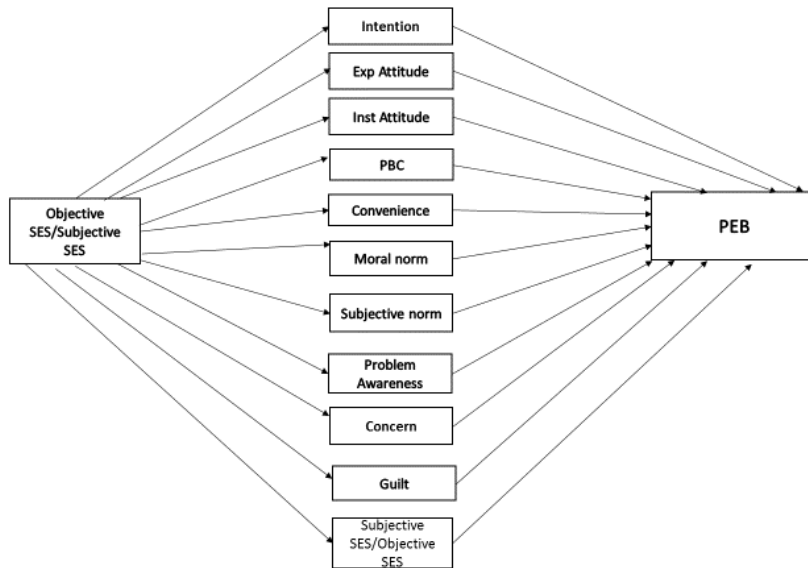 Intention
Exp Attitude
Inst Attitude
PBC
Convenience
Moral norm
Subjective norm
Problem
Awareness
Concern
Guilt
Subjective
SES/Objective
SES
Objective
SES/Subjective
SES
PEB